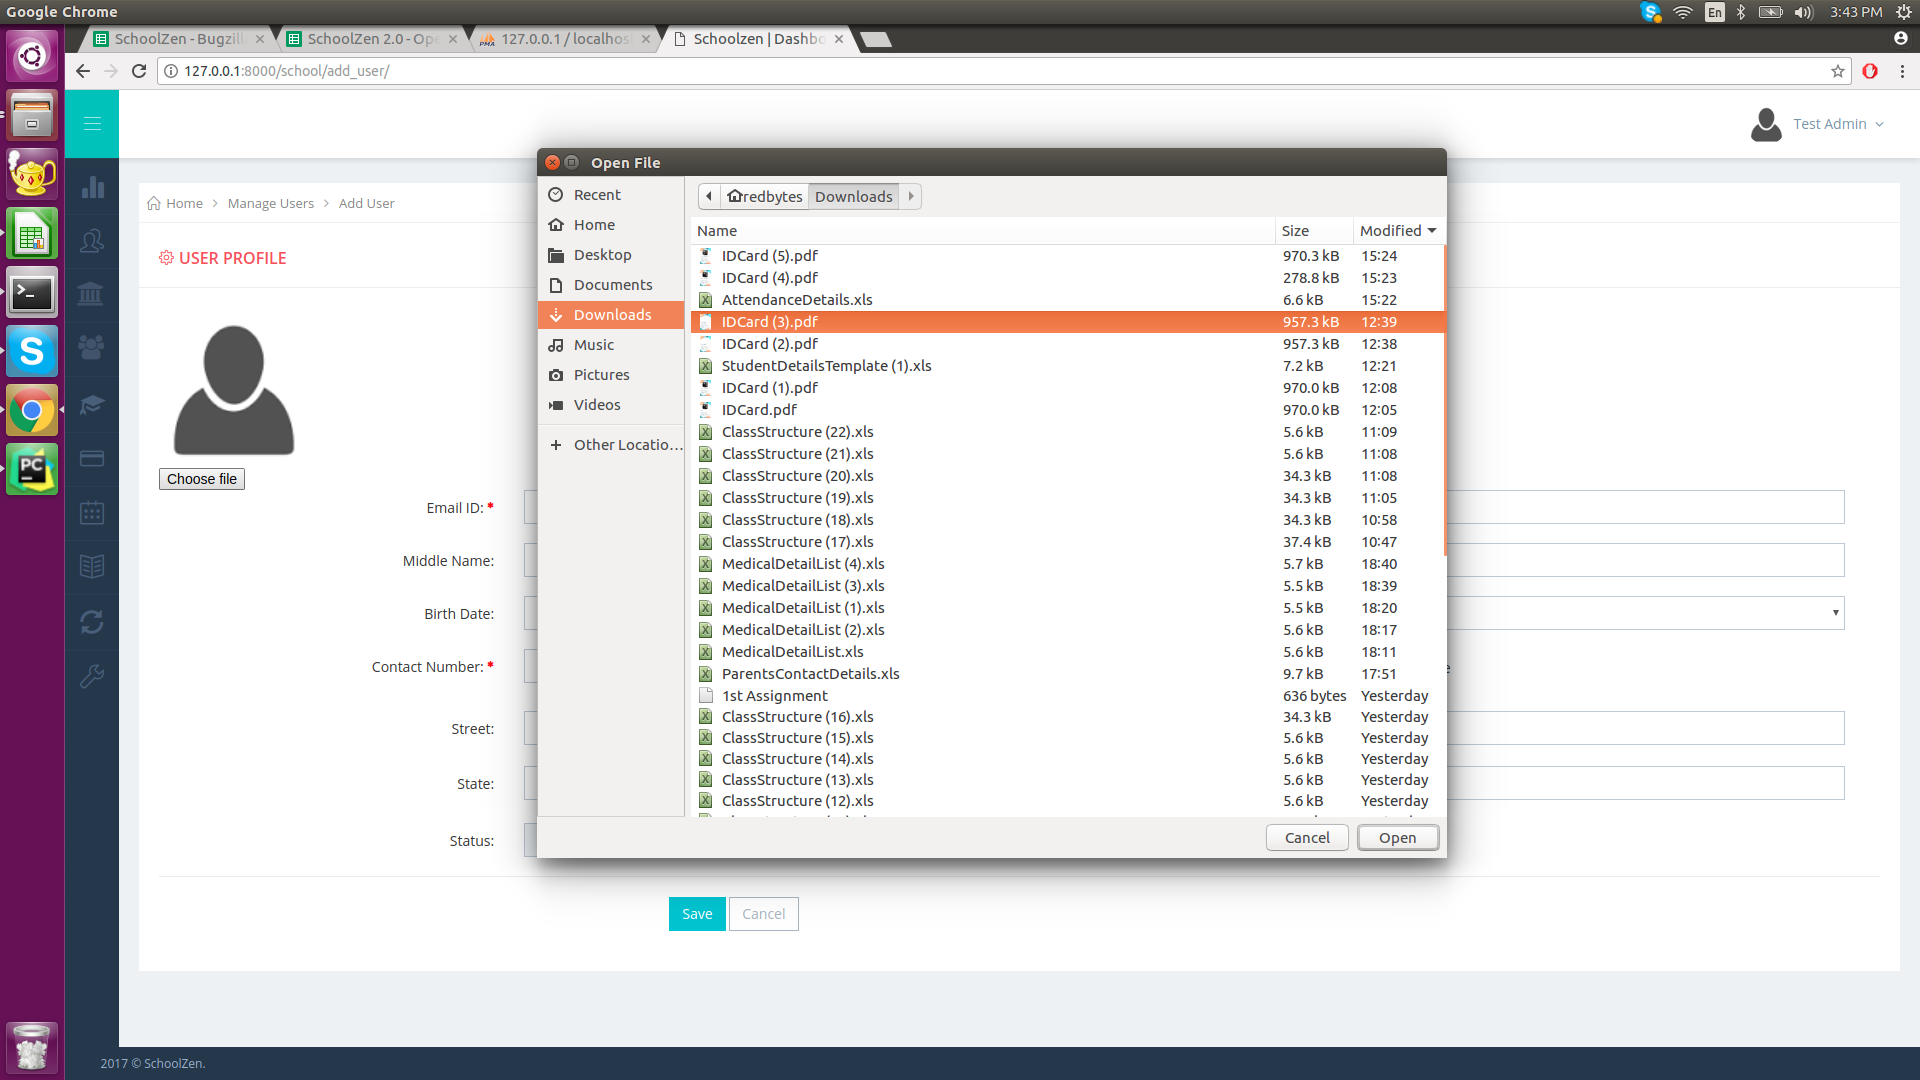 Google Chrome
En
3:43 PM
SchoolZen - Bugzill
SchoolZen 2.0 - Ope
127.0.0.1 / localhos
Schoolzen | Dashbo
127.0.0.1:8000/school/add_user/
Test Admin
Home > Manage Users > Add User
USER PROFILE
Choose file
Email ID: *
Middle Name:
Birth Date:
Contact Number: *
Street:
State:
Status:
Save
Cancel
2017 © SchoolZen.
Open File
Recent
Home
Desktop
Documents
Downloads
Music
Pictures
Videos
Other Locatio...
redbytes
Downloads
Name Size Modified
IDCard (5).pdf 970.3 kB 15:24
IDCard (4).pdf 278.8 kB 15:23
AttendanceDetails.xls 6.6 kB 15:22
IDCard (3).pdf 957.3 kB 12:39
IDCard (2).pdf 957.3 kB 12:38
StudentDetailsTemplate (1).xls 7.2 kB 12:21
IDCard (1).pdf 970.0 kB 12:08
IDCard.pdf 970.0 kB 12:05
ClassStructure (22).xls 5.6 kB 11:09
ClassStructure (21).xls 5.6 kB 11:08
ClassStructure (20).xls 34.3 kB 11:08
ClassStructure (19).xls 34.3 kB 11:05
ClassStructure (18).xls 34.3 kB 10:58
ClassStructure (17).xls 37.4 kB 10:47
MedicalDetailList (4).xls 5.7 kB 18:40
MedicalDetailList (3).xls 5.5 kB 18:39
MedicalDetailList (1).xls 5.5 kB 18:20
MedicalDetailList (2).xls 5.6 kB 18:17
MedicalDetailList.xls 5.6 kB 18:11
ParentsContactDetails.xls 9.7 kB 17:51
1st Assignment 636 bytes Yesterday
ClassStructure (16).xls 34.3 kB Yesterday
ClassStructure (15).xls 5.6 kB Yesterday
ClassStructure (14).xls 5.6 kB Yesterday
ClassStructure (13).xls 5.6 kB Yesterday
ClassStructure (12).xls 5.6 kB Yesterday
Cancel
Open